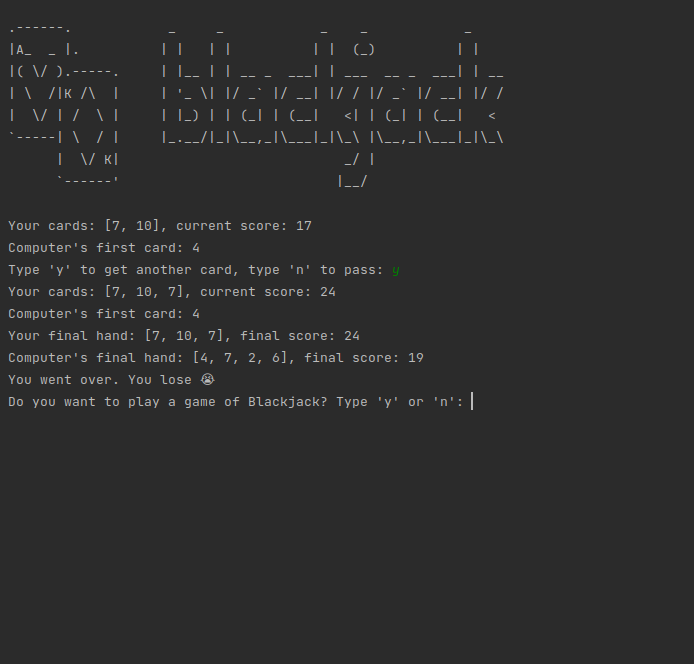 .------.            _     _            _    _            _
|A_  _ |.          | |   | |          | |  (_)          | |
|( \/ ).-----.     | |__ | | __ _  ___| | ___  __ _  ___| | __
| \  /|K /\  |     | '_ \| |/ _` |/ __| |/ / |/ _` |/ __| |/ /
|  \/ | /  \ |     | |_) | | (_| | (__|   <| | (_| | (__|   <
`-----| \  / |     |_.__/|_|\__,_|\___|_|\_\ |\__,_|\___|_|\_\
      |  \/ K|                            _/ |
      `------'                           |__/
Your cards: [7, 10], current score: 17
Computer's first card: 4
Type 'y' to get another card, type 'n' to pass: y
Your cards: [7, 10, 7], current score: 24
Computer's first card: 4
Your final hand: [7, 10, 7], final score: 24
Computer's final hand: [4, 7, 2, 6], final score: 19
You went over. You lose 😭
Do you want to play a game of Blackjack? Type 'y' or 'n':